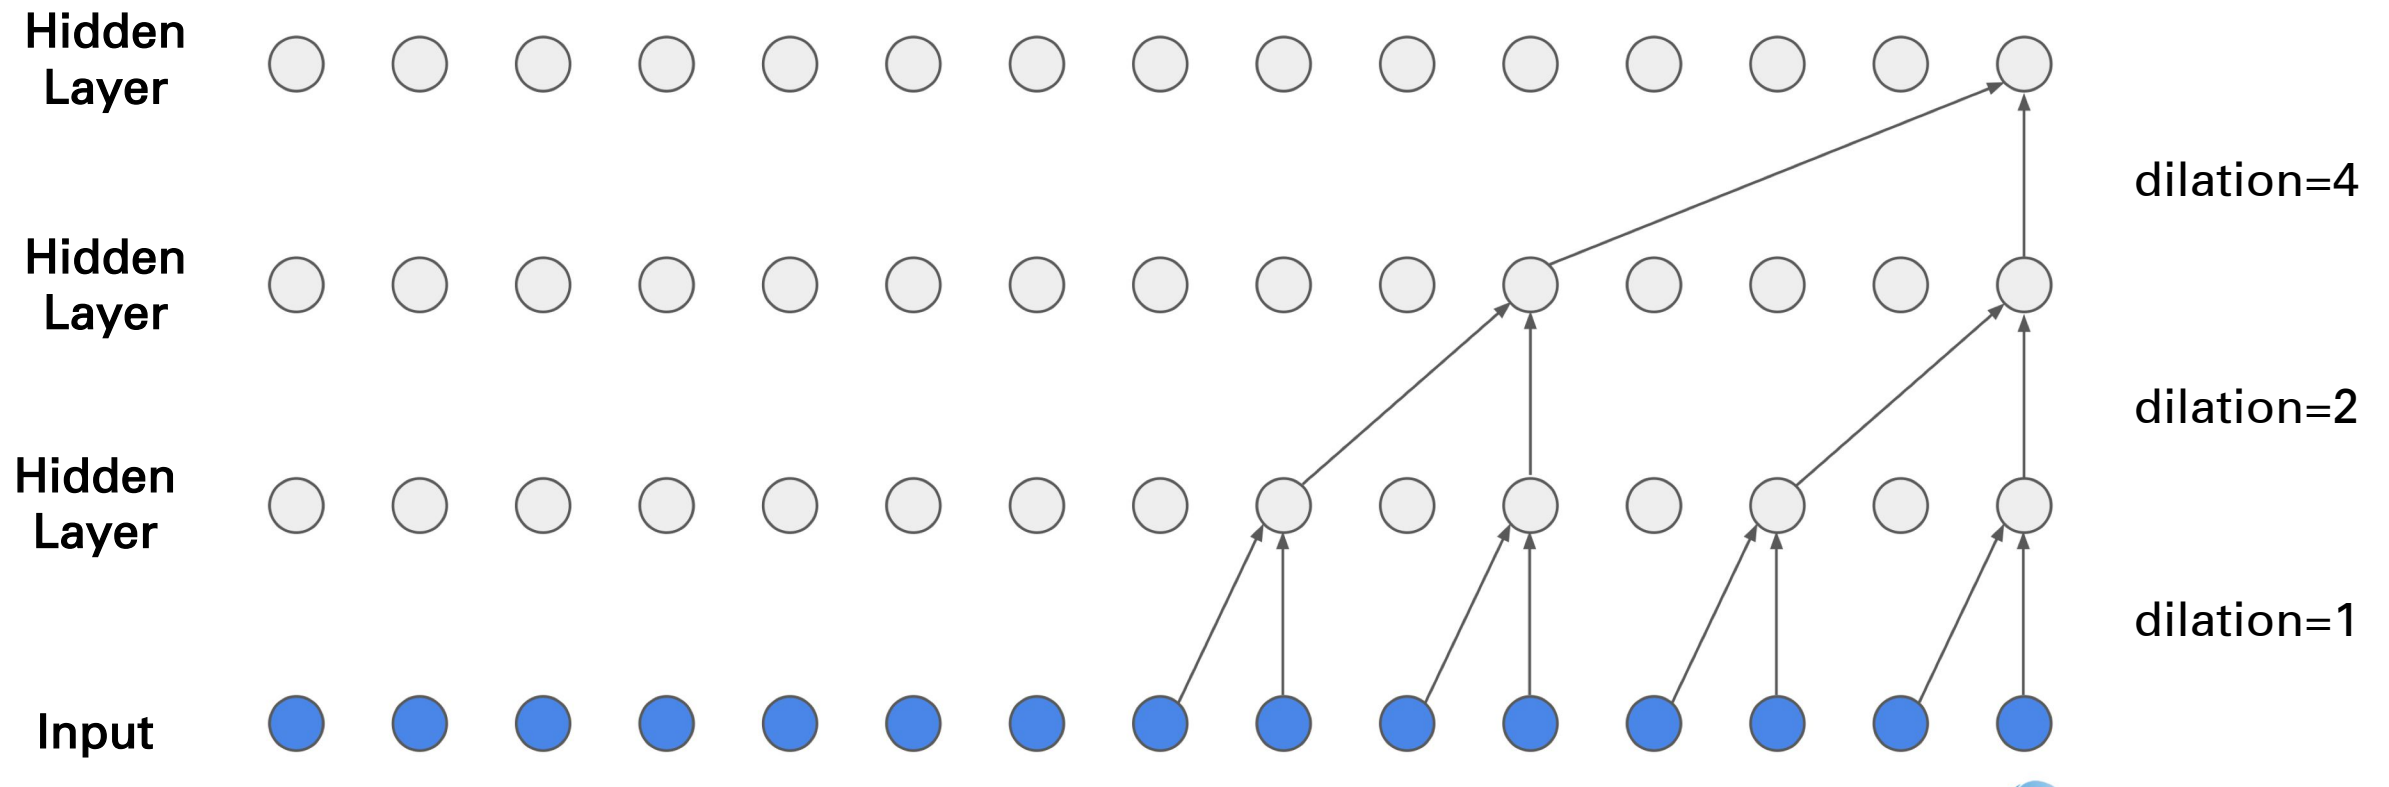 Hidden
Layer
dilation=4
Hidden
Layer
dilation=2
Hidden
Layer
dilation=1
Input